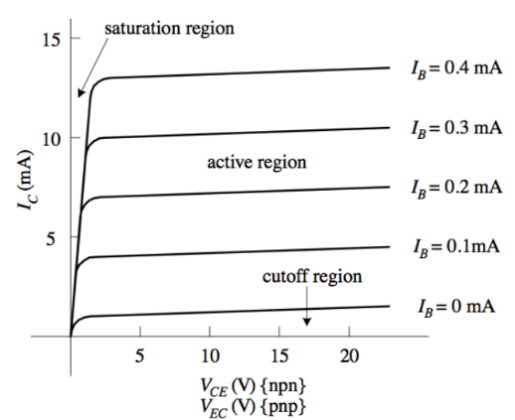 15
saturation region
I_B = 0.4 mA
10
I_B = 0.3 mA
active region
I_C (mA)
I_B = 0.2 mA
5
I_B = 0.1mA
cutoff region
I_B = 0 mA
5 10 15 20
V_CE (V) {npn}
V_EC (V) {pnp}